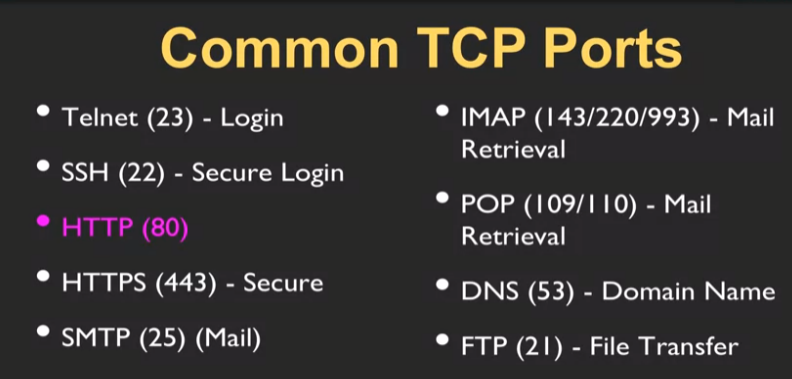 Common TCP Ports
• Telnet (23) - Login
• SSH (22) - Secure Login
• HTTP (80)
• HTTPS (443) - Secure
• SMTP (25) (Mail)
• IMAP (143/220/993) - Mail
Retrieval
• POP (109/110) - Mail
Retrieval
• DNS (53) - Domain Name
• FTP (21) - File Transfer